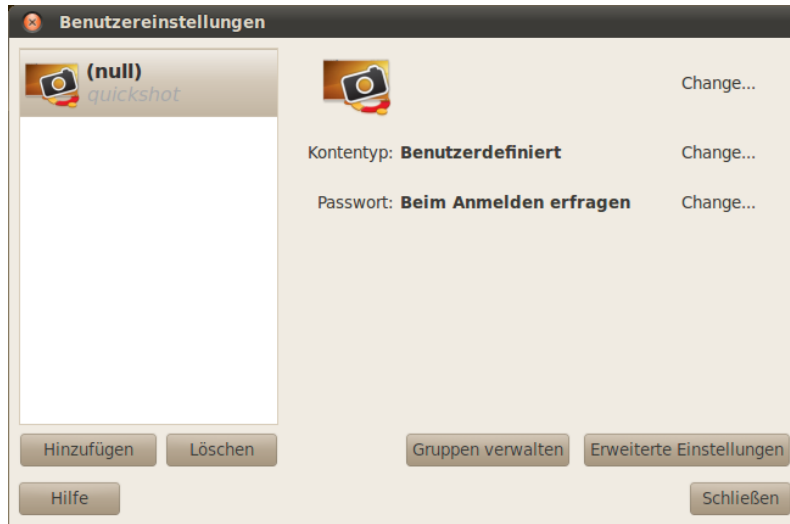 Benutzereinstellungen
(null)
quickshot
Change...
Kontentyp: Benutzerdefiniert Change...
Passwort: Beim Anmelden erfragen Change...
Hinzufügen Löschen Gruppen verwalten Erweiterte Einstellungen
Hilfe Schließen